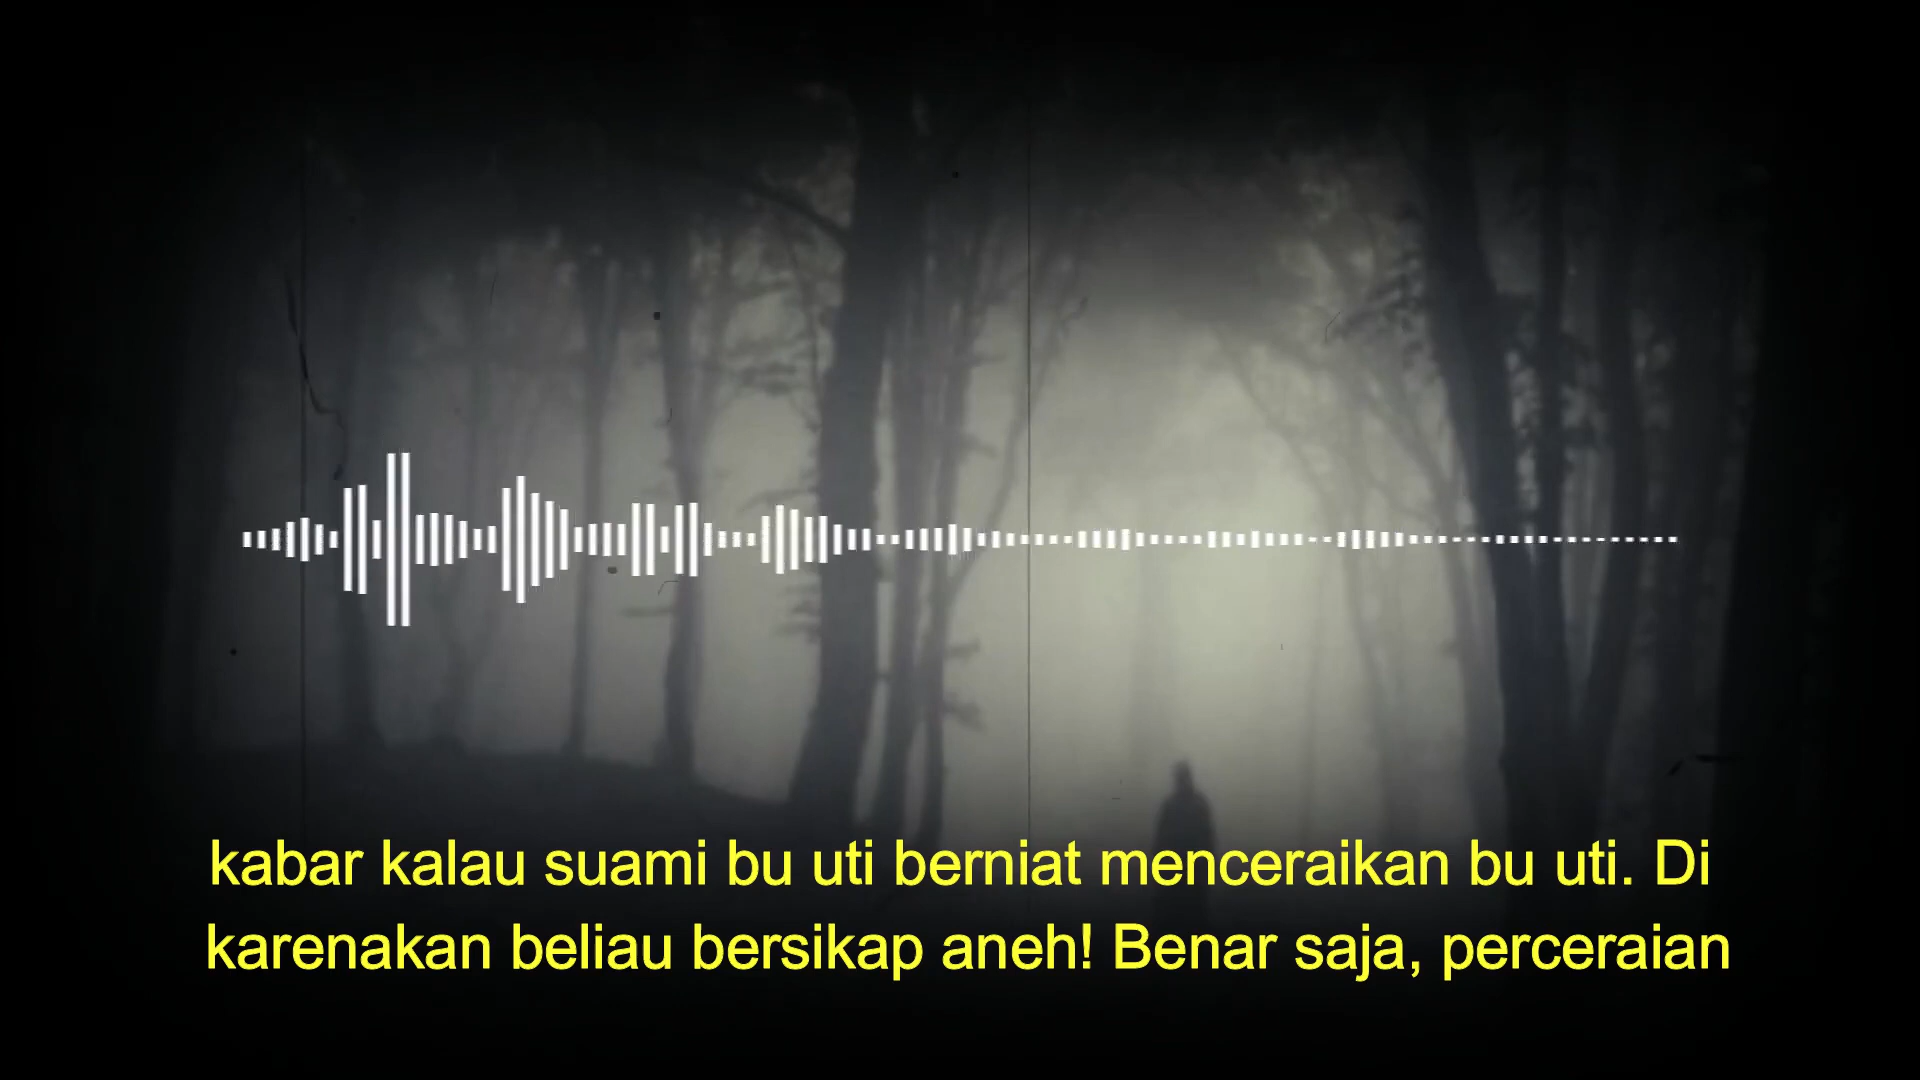 kabar kalau suami bu uti berniat menceraikan bu uti. Di
karenakan beliau bersikap aneh! Benar saja, perceraian